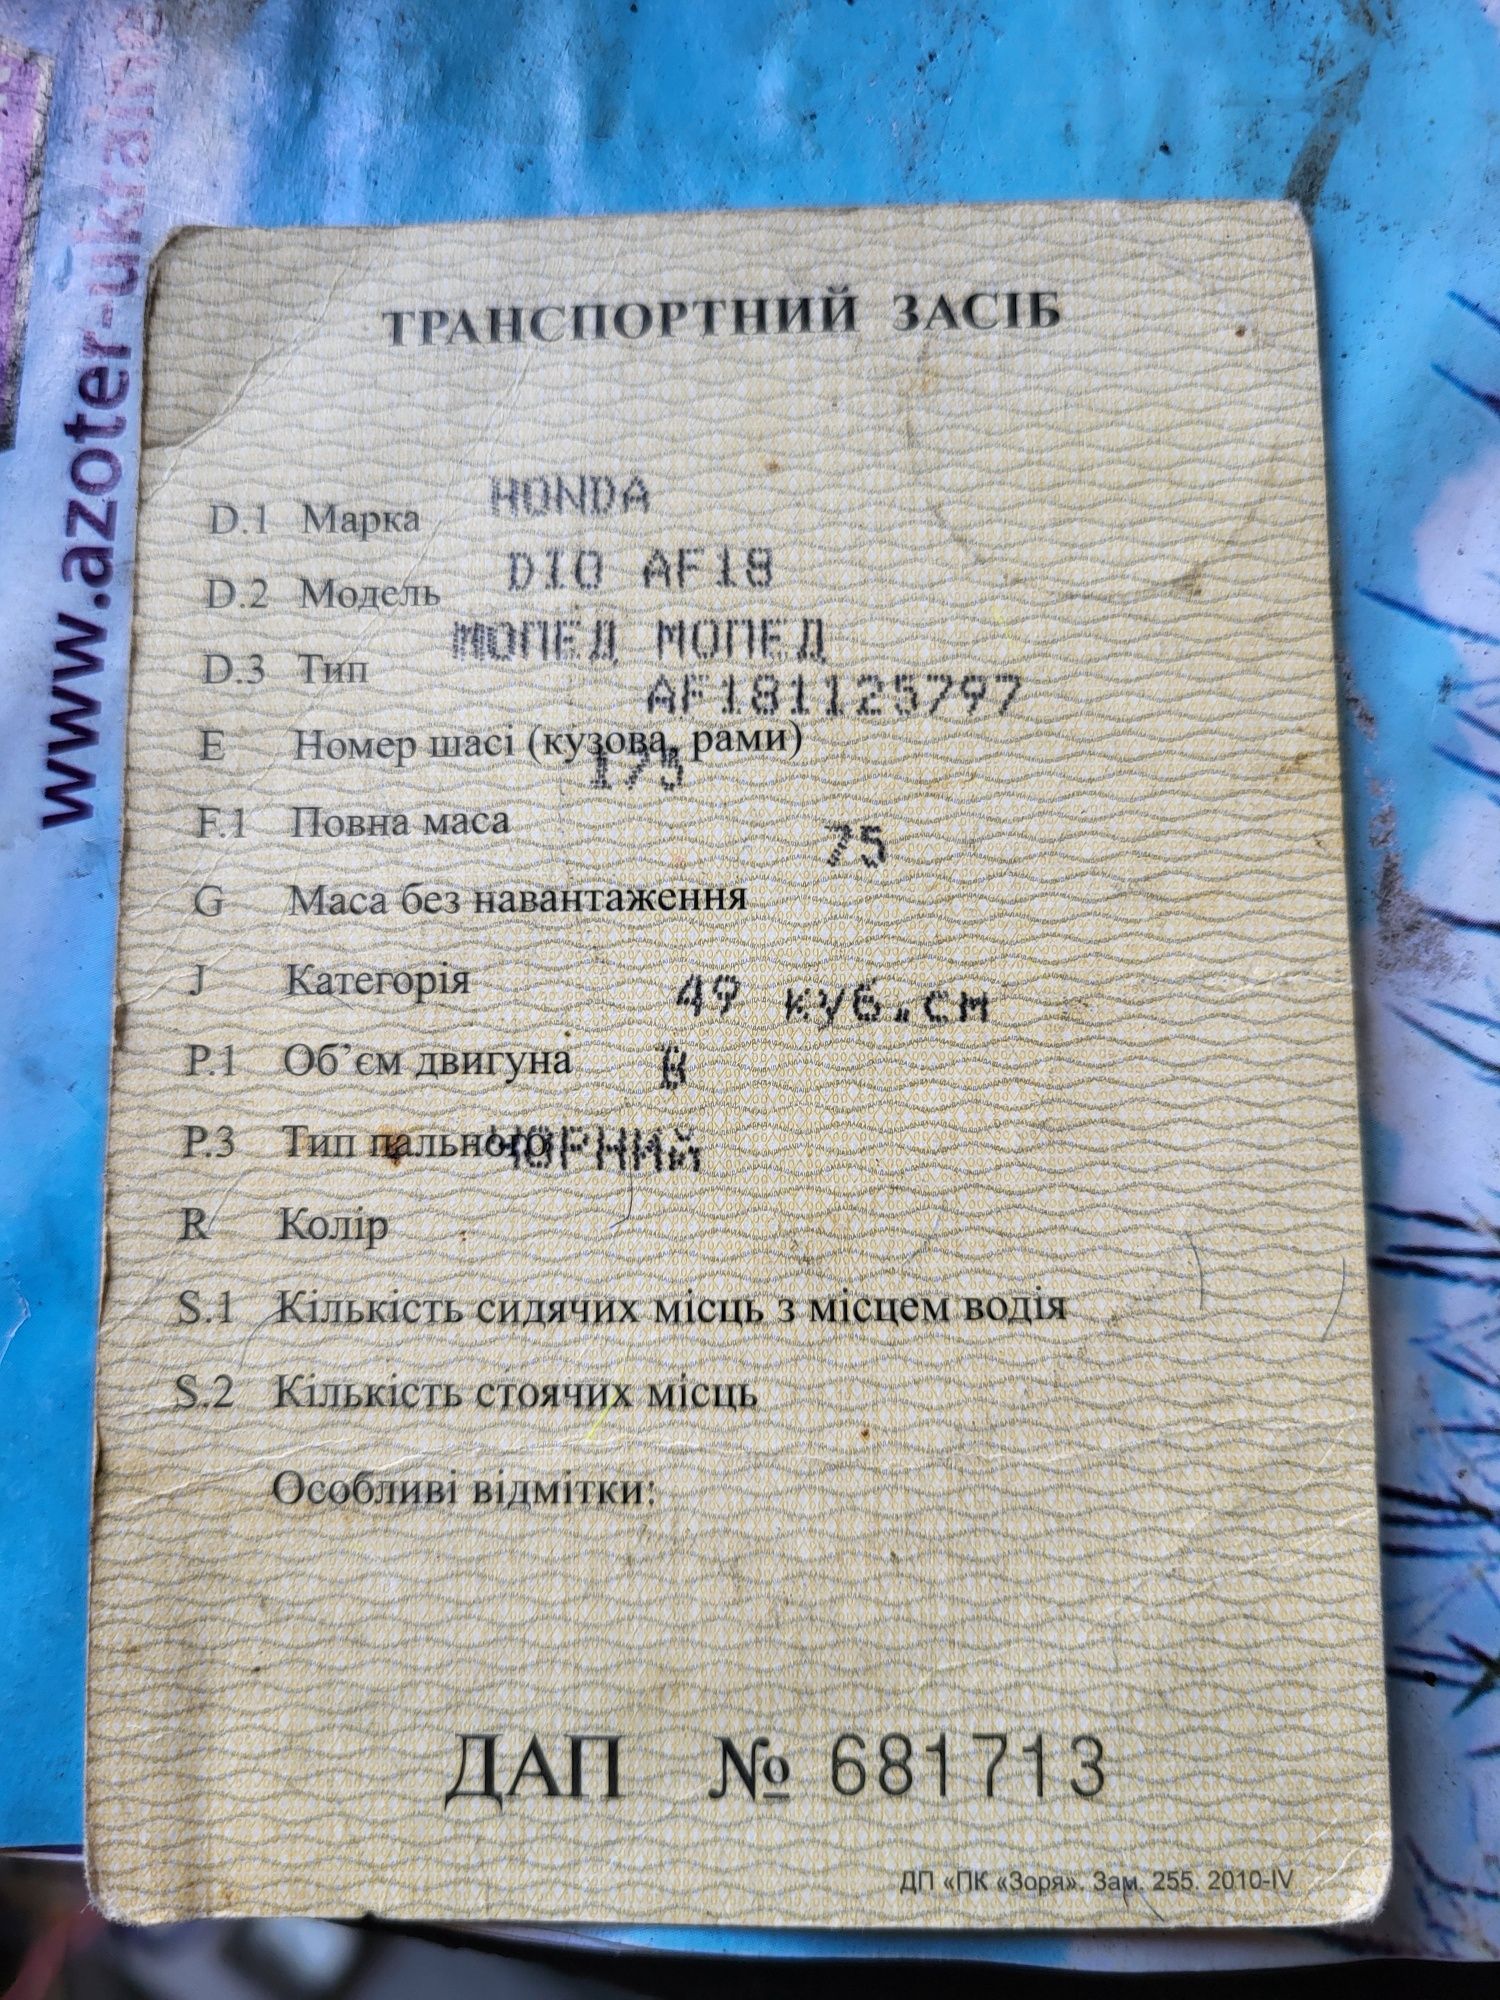 www.azoter-ukraine
ТРАНСПОРТНИЙ ЗАСІБ
D.1 Марка HONDA
D.2 Модель DIO AF18
D.3 Тип МОПЕД МОПЕД
AF181125797
E Номер шасі (кузова, рами)
175
F.1 Повна маса
75
G Маса без навантаження
J Категорія
49 куб.см
P.1 Об’єм двигуна
B
P.3 Тип пального ЧОРНИЙ
R Колір
S.1 Кількість сидячих місць з місцем водія
S.2 Кількість стоячих місць
Особливі відмітки:
ДАП № 681713
ДП «ПК «Зоря». Зам. 255. 2010-IV